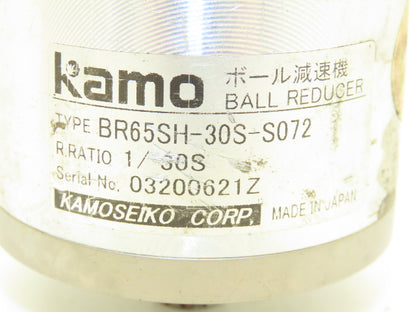 kamo ボール減速機
BALL REDUCER
TYPE BR65SH-30S-S072
R.RATIO 1/ 30S
Serial No. 03200621Z
KAMOSEIKO CORP. MADE IN JAPAN